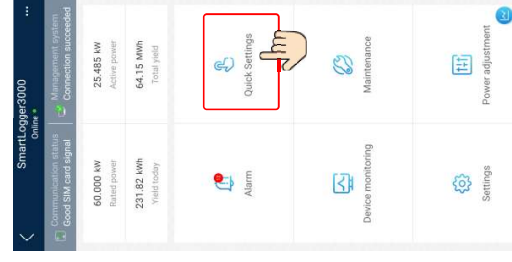 SmartLogger3000
Online
Communication status
Good SIM card signal
Management system
Connection succeeded
60.000 kW
Rated power
25.485 kW
Active power
231.82 kWh
Yield today
64.15 MWh
Total yield
Alarm
Quick Settings
Device monitoring
Maintenance
Settings
Power adjustment